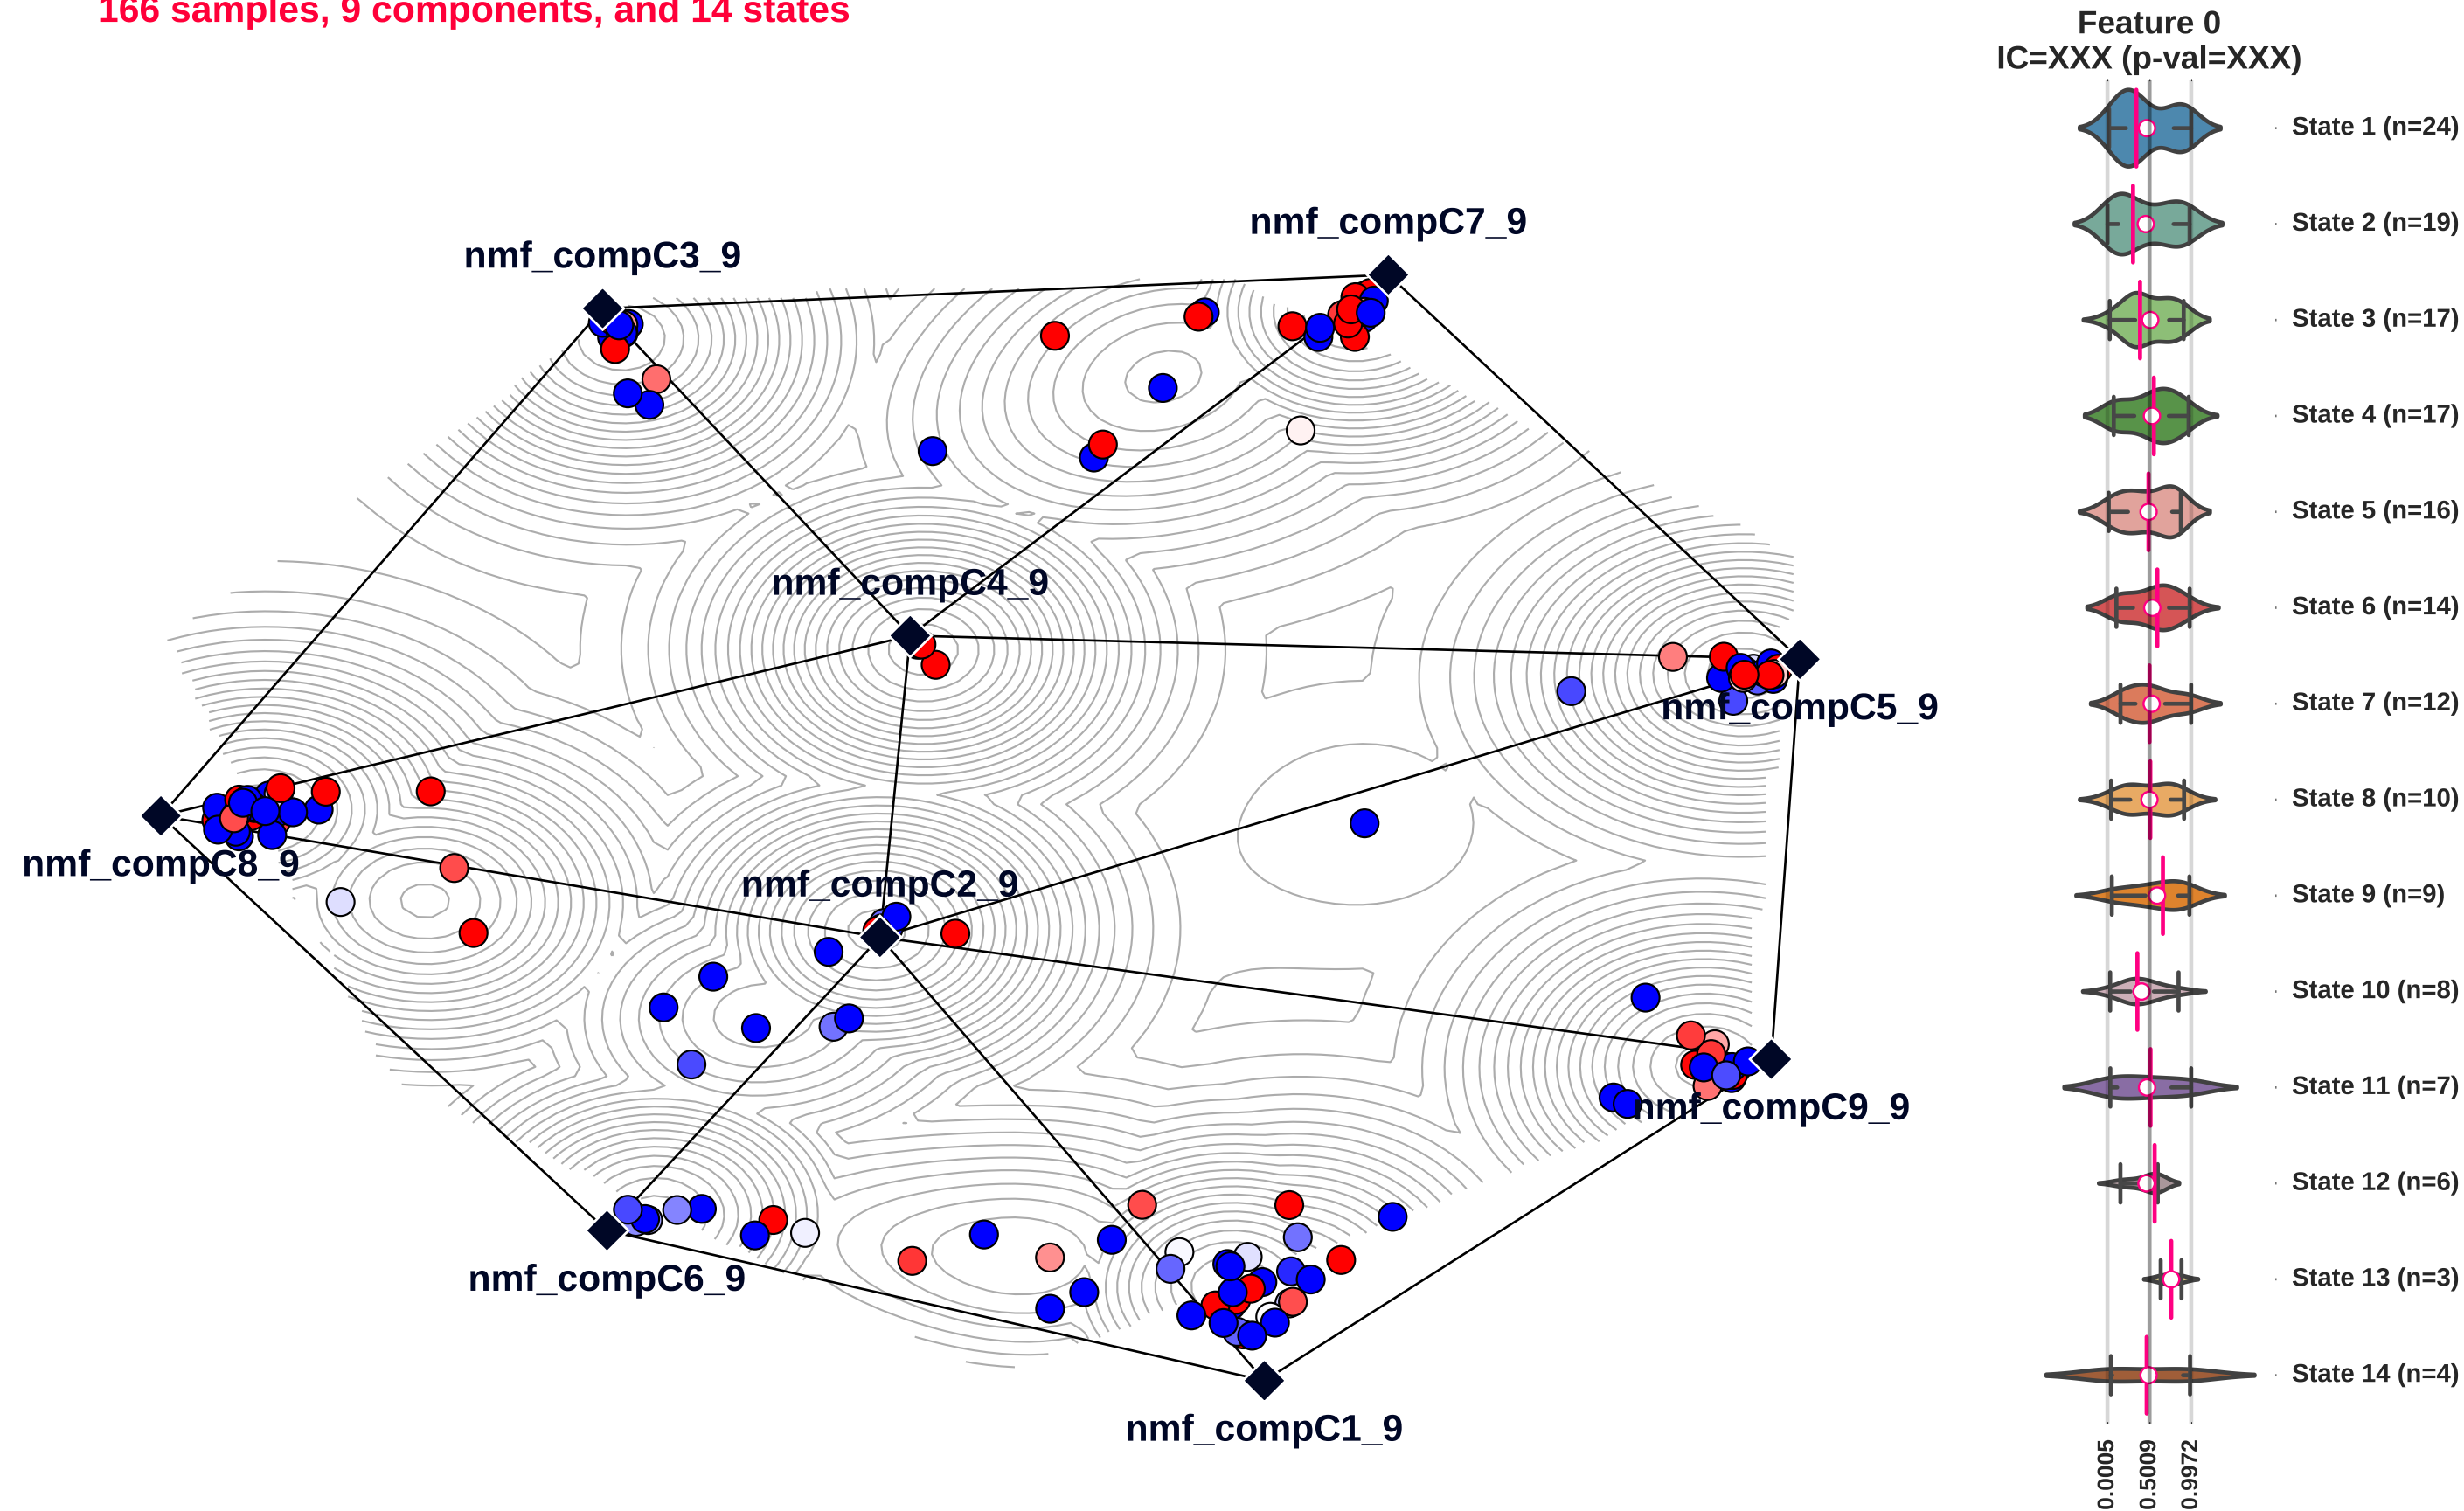 166 samples, 9 components, and 14 states
Feature 0
IC=XXX (p-val=XXX)
State 1 (n=24)
State 2 (n=19)
State 3 (n=17)
State 4 (n=17)
State 5 (n=16)
State 6 (n=14)
State 7 (n=12)
State 8 (n=10)
State 9 (n=9)
State 10 (n=8)
State 11 (n=7)
State 12 (n=6)
State 13 (n=3)
State 14 (n=4)
0.0005
0.5009
0.9972
nmf_compC7_9
nmf_compC3_9
nmf_compC4_9
nmf_compC5_9
nmf_compC8_9
nmf_compC2_9
nmf_compC9_9
nmf_compC6_9
nmf_compC1_9